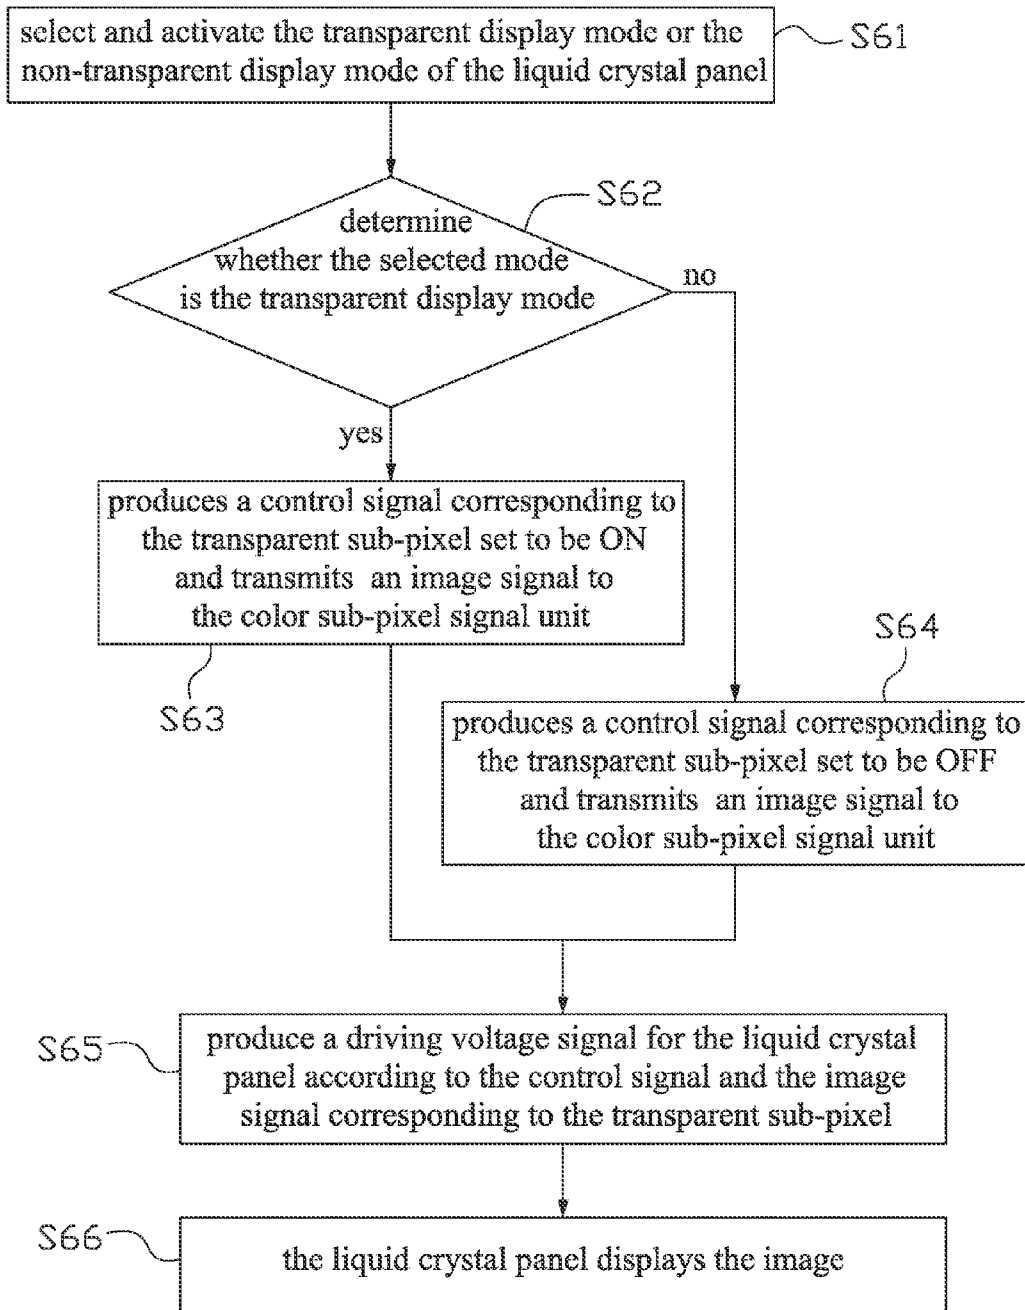 select and activate the transparent display mode or the
non-transparent display mode of the liquid crystal panel
S61
S62
determine
whether the selected mode
is the transparent display mode
no
yes
produces a control signal corresponding to
the transparent sub-pixel set to be ON
and transmits an image signal to
the color sub-pixel signal unit
S63
S64
produces a control signal corresponding to
the transparent sub-pixel set to be OFF
and transmits an image signal to
the color sub-pixel signal unit
S65
produce a driving voltage signal for the liquid crystal
panel according to the control signal and the image
signal corresponding to the transparent sub-pixel
S66
the liquid crystal panel displays the image